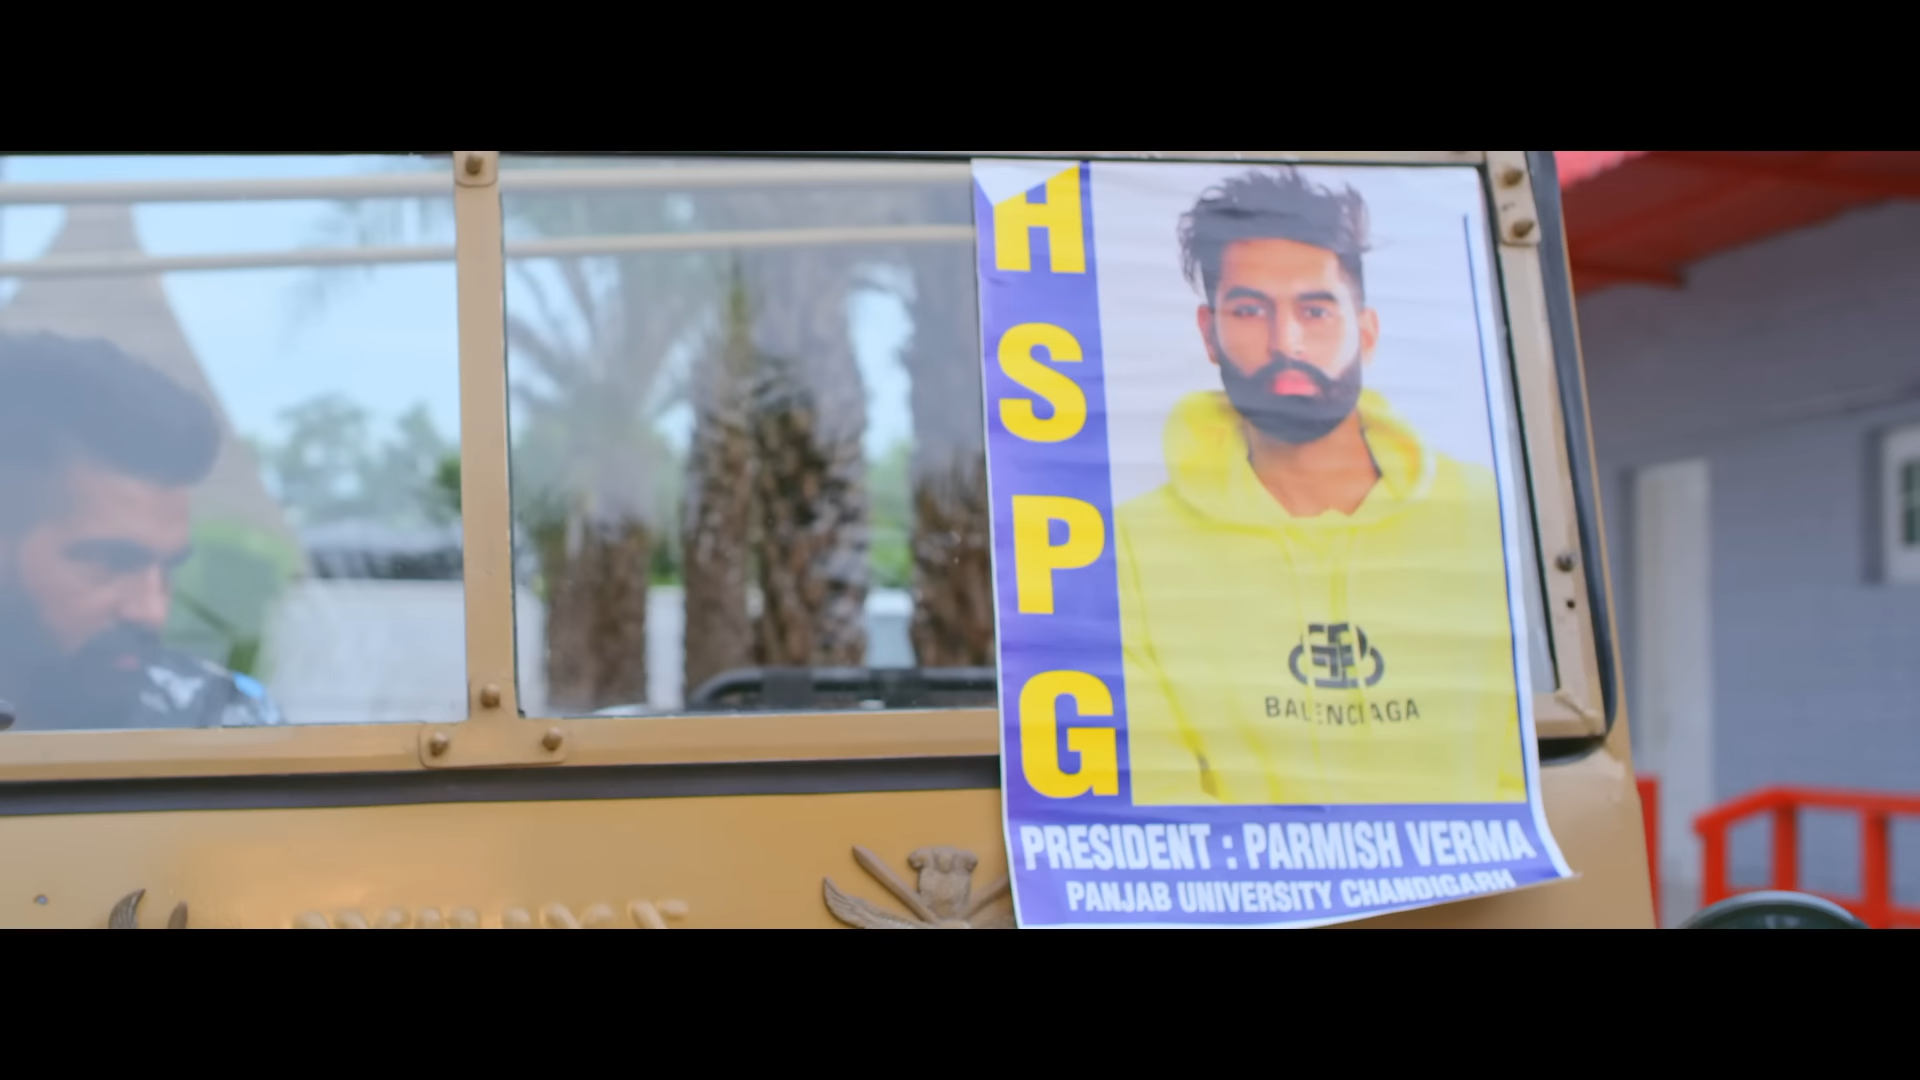 H
S
P
G
BALENCIAGA
PRESIDENT : PARMISH VERMA
PANJAB UNIVERSITY CHANDIGARH